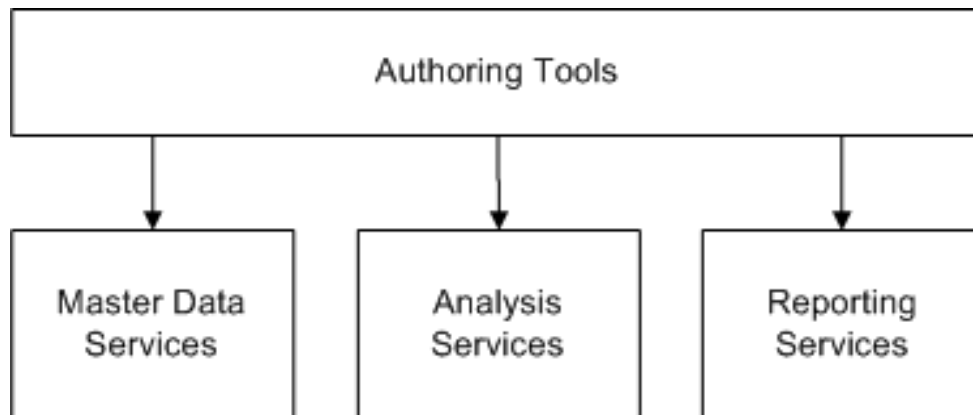 Authoring Tools
Master Data
Services
Analysis
Services
Reporting
Services